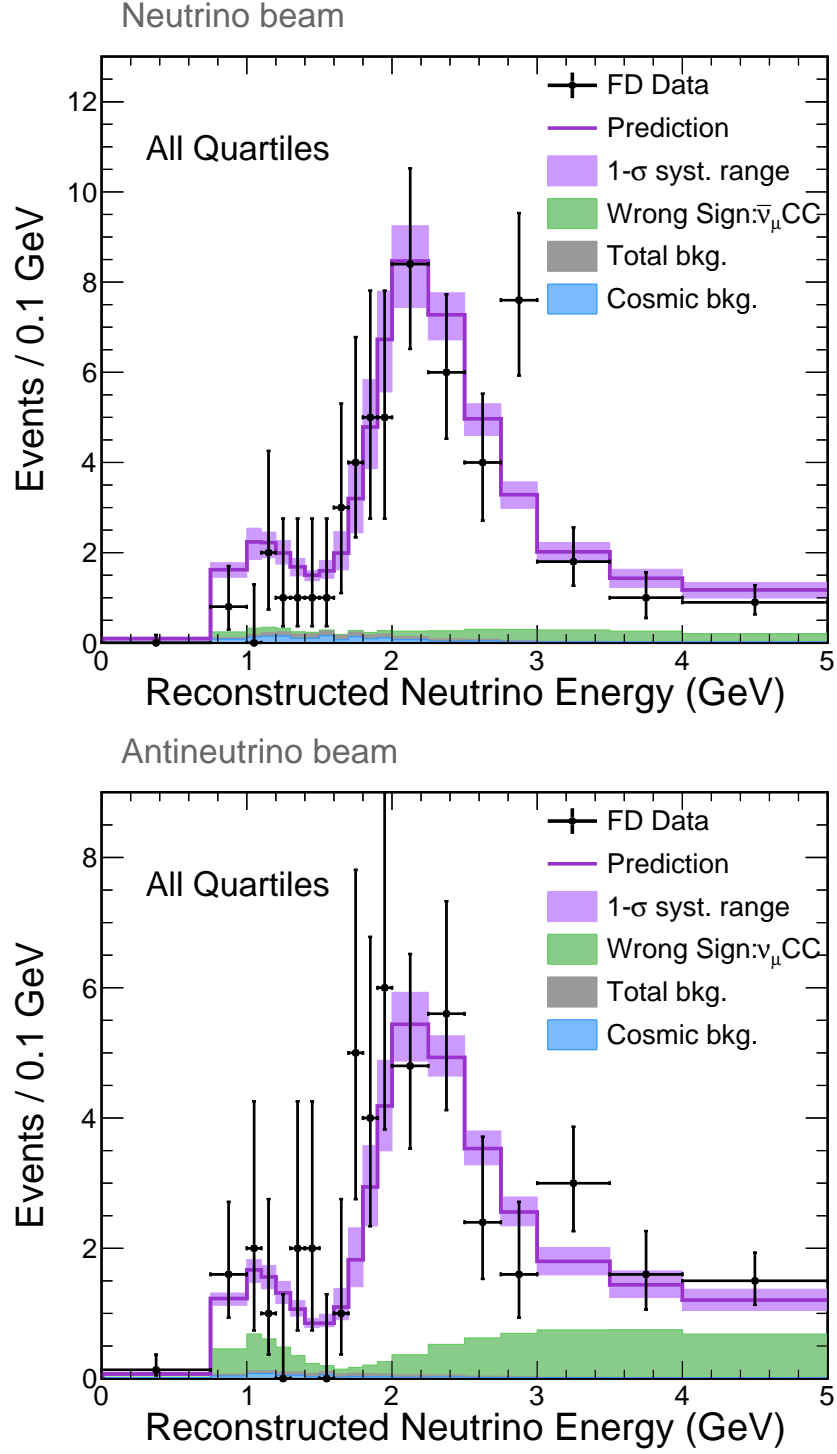 Neutrino beam
12
10
8
6
4
2
0
Events / 0.1 GeV
All Quartiles
FD Data
Prediction
1-σ syst. range
Wrong Sign:ν̅μCC
Total bkg.
Cosmic bkg.
0 1 2 3 4 5
Reconstructed Neutrino Energy (GeV)
Antineutrino beam
8
6
4
2
0
Events / 0.1 GeV
All Quartiles
FD Data
Prediction
1-σ syst. range
Wrong Sign:νμCC
Total bkg.
Cosmic bkg.
0 1 2 3 4 5
Reconstructed Neutrino Energy (GeV)